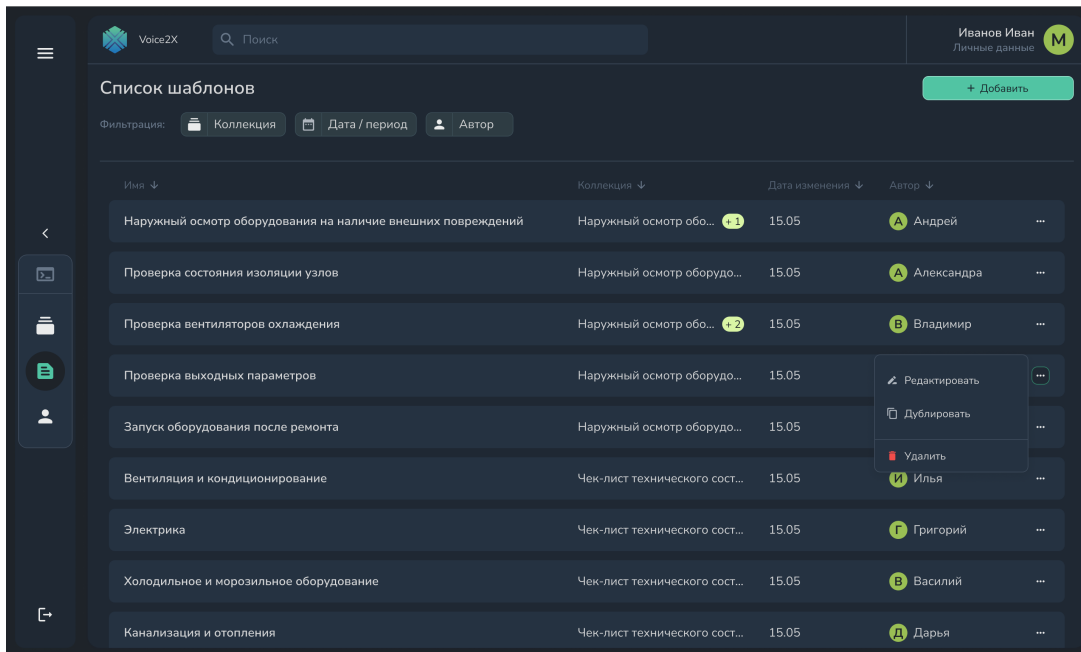 Voice2X
Поиск
Иванов Иван
Личные данные
М
Список шаблонов
+ Добавить
Фильтрация:
Коллекция
Дата / период
Автор
Имя
Коллекция
Дата изменения
Автор
Наружный осмотр оборудования на наличие внешних повреждений Наружный осмотр обо... + 1 15.05 А Андрей ...
Проверка состояния изоляции узлов Наружный осмотр оборудо... 15.05 А Александра ...
Проверка вентиляторов охлаждения Наружный осмотр обо... + 2 15.05 В Владимир ...
Проверка выходных параметров Наружный осмотр оборудо... 15.05 ...
Редактировать
Дублировать
Запуск оборудования после ремонта Наружный осмотр оборудо... 15.05 ...
Удалить
Вентиляция и кондиционирование Чек-лист технического сост... 15.05 И Илья ...
Электрика Чек-лист технического сост... 15.05 Г Григорий ...
Холодильное и морозильное оборудование Чек-лист технического сост... 15.05 В Василий ...
Канализация и отопления Чек-лист технического сост... 15.05 Д Дарья ...